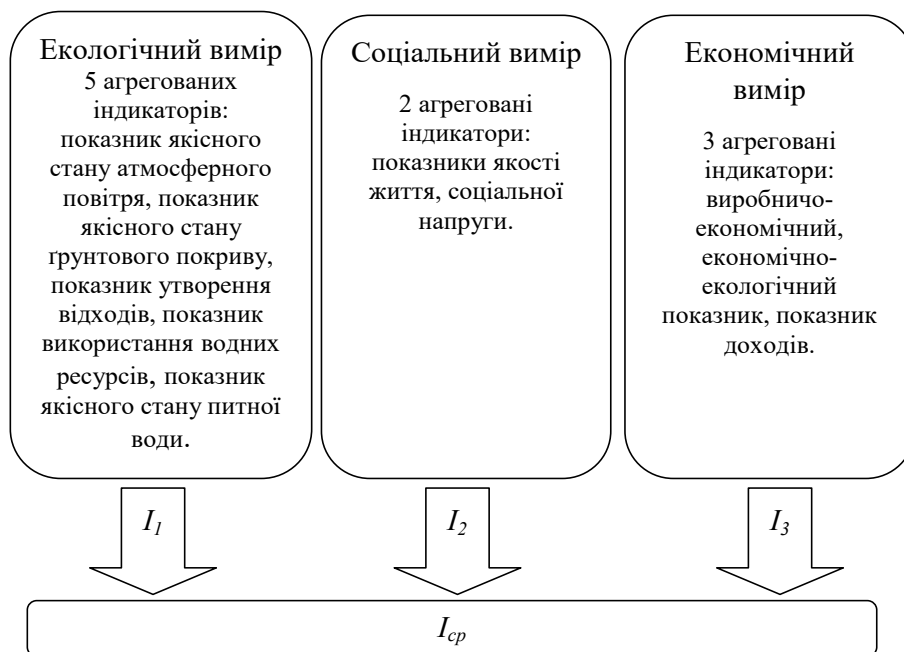 Екологічний вимір
5 агрегованих
індикаторів:
показник якісного
стану атмосферного
повітря, показник
якісного стану
ґрунтового покриву,
показник утворення
відходів, показник
використання водних
ресурсів, показник
якісного стану питної
води.
Соціальний вимір
2 агреговані
індикатори:
показники якості
життя, соціальної
напруги.
Економічний
вимір
3 агреговані
індикатори:
виробничо-
економічний,
економічно-
екологічний
показник, показник
доходів.
I1
I2
I3
Iср